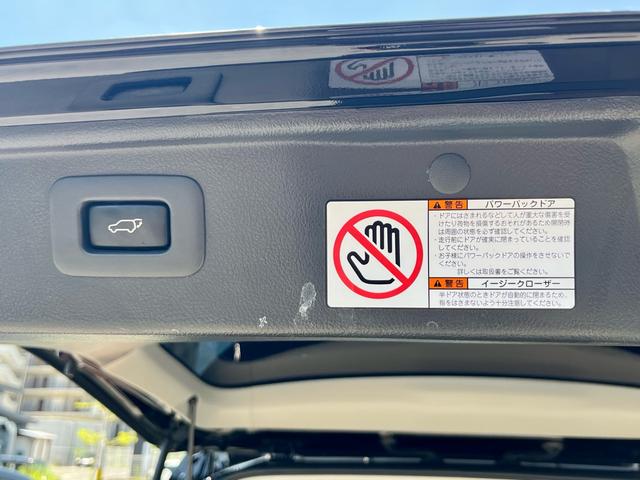 警告 パワーバックドア
・ドアにはさまれるなどして人が重大な傷害を受
けたり荷物を損傷するおそれがあるため開閉時
は周囲の状態を必ず確認してください。
・走行前にドアが確実に閉まっていることを確認
してください。
・お子様にパワーバックドアの操作をさせないで
ください。
詳しくは取扱書をご覧ください。
警告 イージークローザー
半ドア状態のときドアが自動的に閉まるため、
指をはさまないよう十分注意してください。